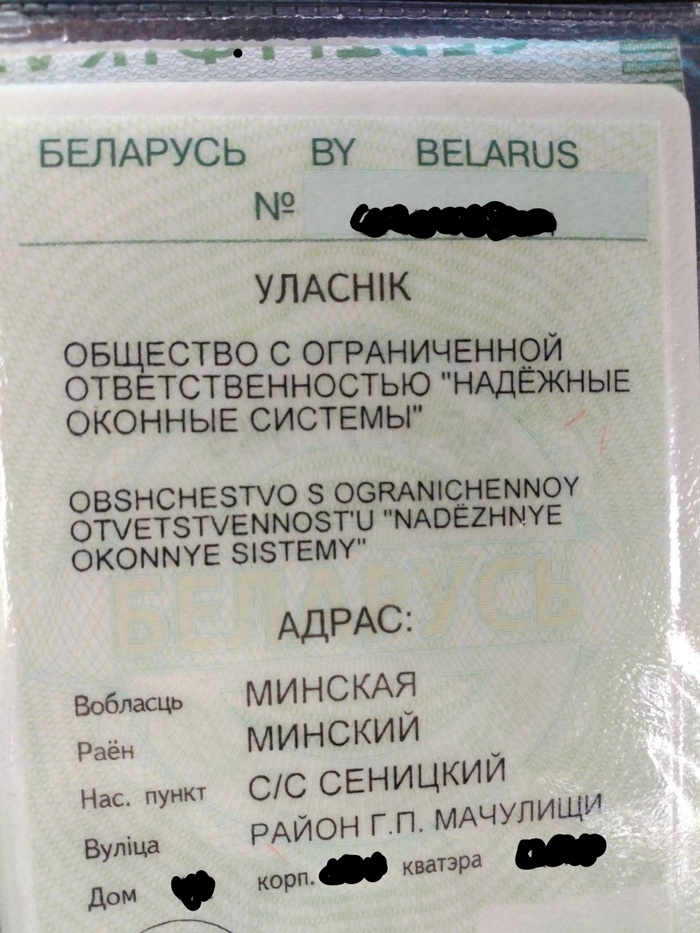 БЕЛАРУСЬ BY BELARUS
№
УЛАСНІК
ОБЩЕСТВО С ОГРАНИЧЕННОЙ
ОТВЕТСТВЕННОСТЬЮ "НАДЁЖНЫЕ
ОКОННЫЕ СИСТЕМЫ"
OBSHCHESTVO S OGRANICHENNOY
OTVETSTVENNOST'U "NADËZHNYE
OKONNYE SISTEMY"
БЕЛАРУСЬ
АДРАС:
Вобласць МИНСКАЯ
Раён МИНСКИЙ
Нас. пункт С/С СЕНИЦКИЙ
Вуліца РАЙОН Г.П. МАЧУЛИЩИ
Дом корп. кватэра